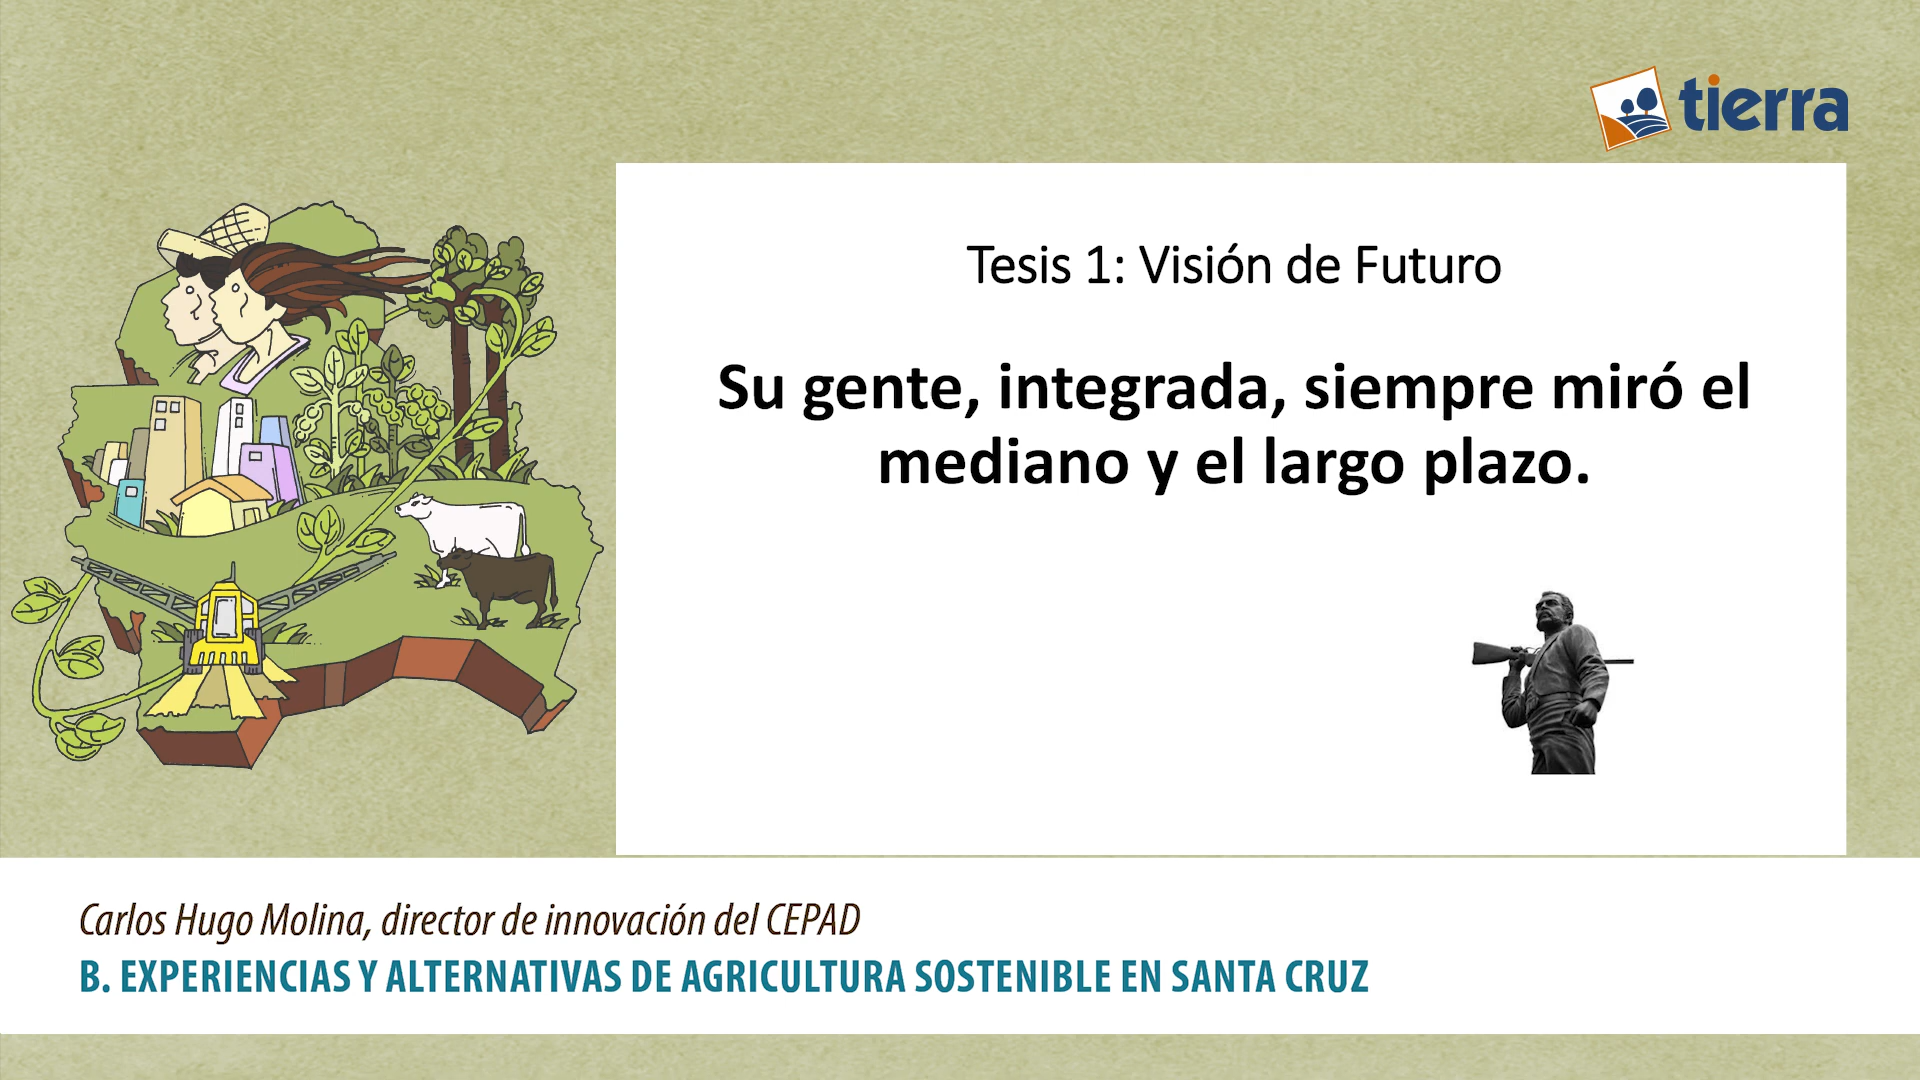 tierra
Tesis 1: Visión de Futuro
Su gente, integrada, siempre miró el
mediano y el largo plazo.
Carlos Hugo Molina, director de innovación del CEPAD
B. EXPERIENCIAS Y ALTERNATIVAS DE AGRICULTURA SOSTENIBLE EN SANTA CRUZ